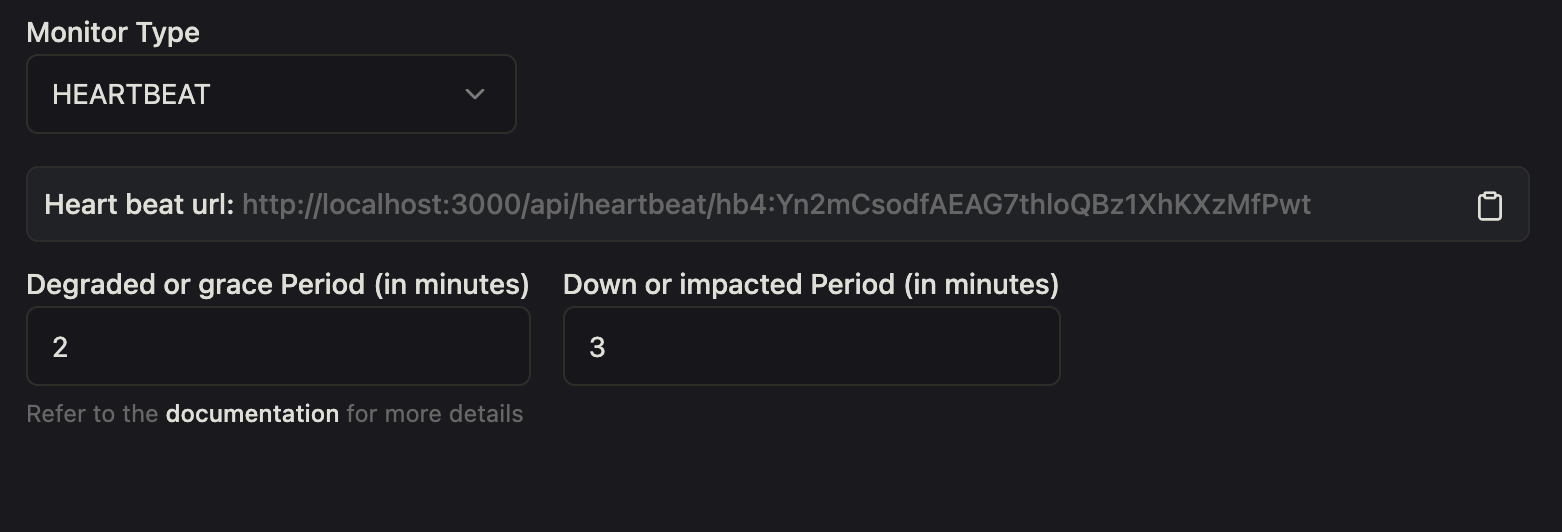 Monitor Type
HEARTBEAT
Heart beat url: http://localhost:3000/api/heartbeat/hb4:Yn2mCsodfAEAG7thloQBz1XhKXzMfPwt
Degraded or grace Period (in minutes) Down or impacted Period (in minutes)
2 3
Refer to the documentation for more details